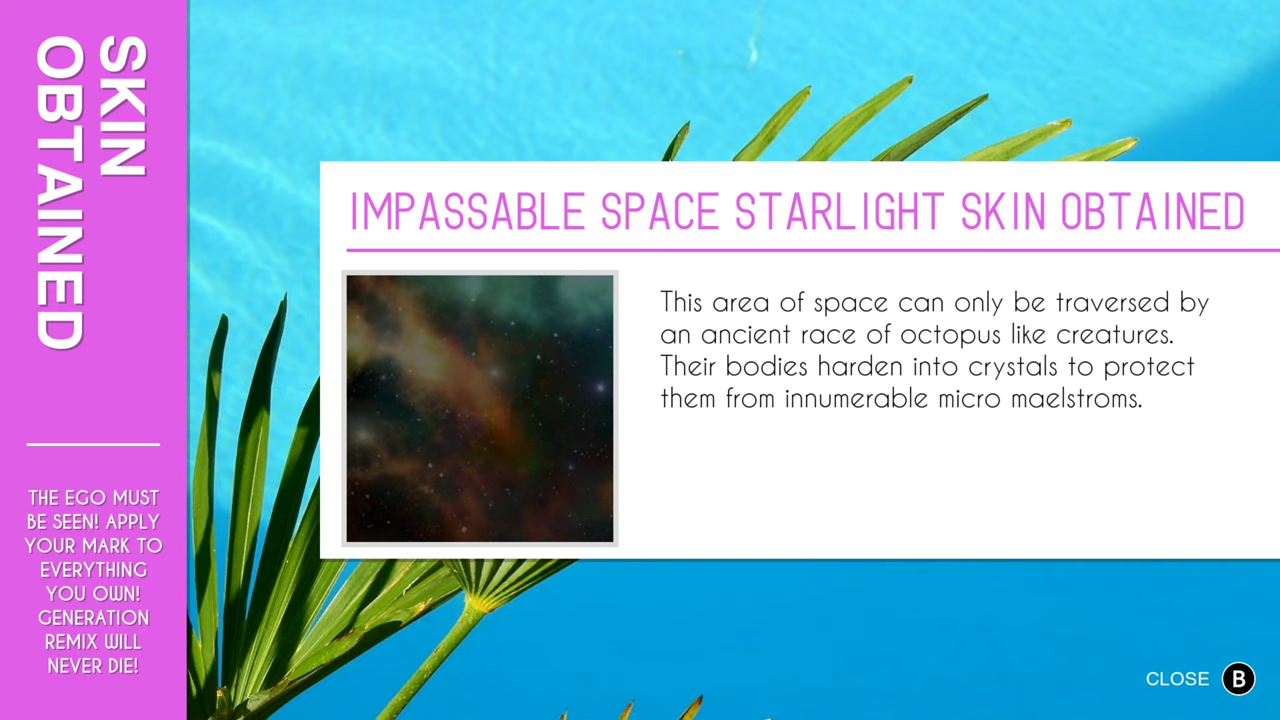 SKIN
OBTAINED
THE EGO MUST
BE SEEN! APPLY
YOUR MARK TO
EVERYTHING
YOU OWN!
GENERATION
REMIX WILL
NEVER DIE!
IMPASSABLE SPACE STARLIGHT SKIN OBTAINED
This area of space can only be traversed by
an ancient race of octopus like creatures.
Their bodies harden into crystals to protect
them from innumerable micro maelstroms.
CLOSE B